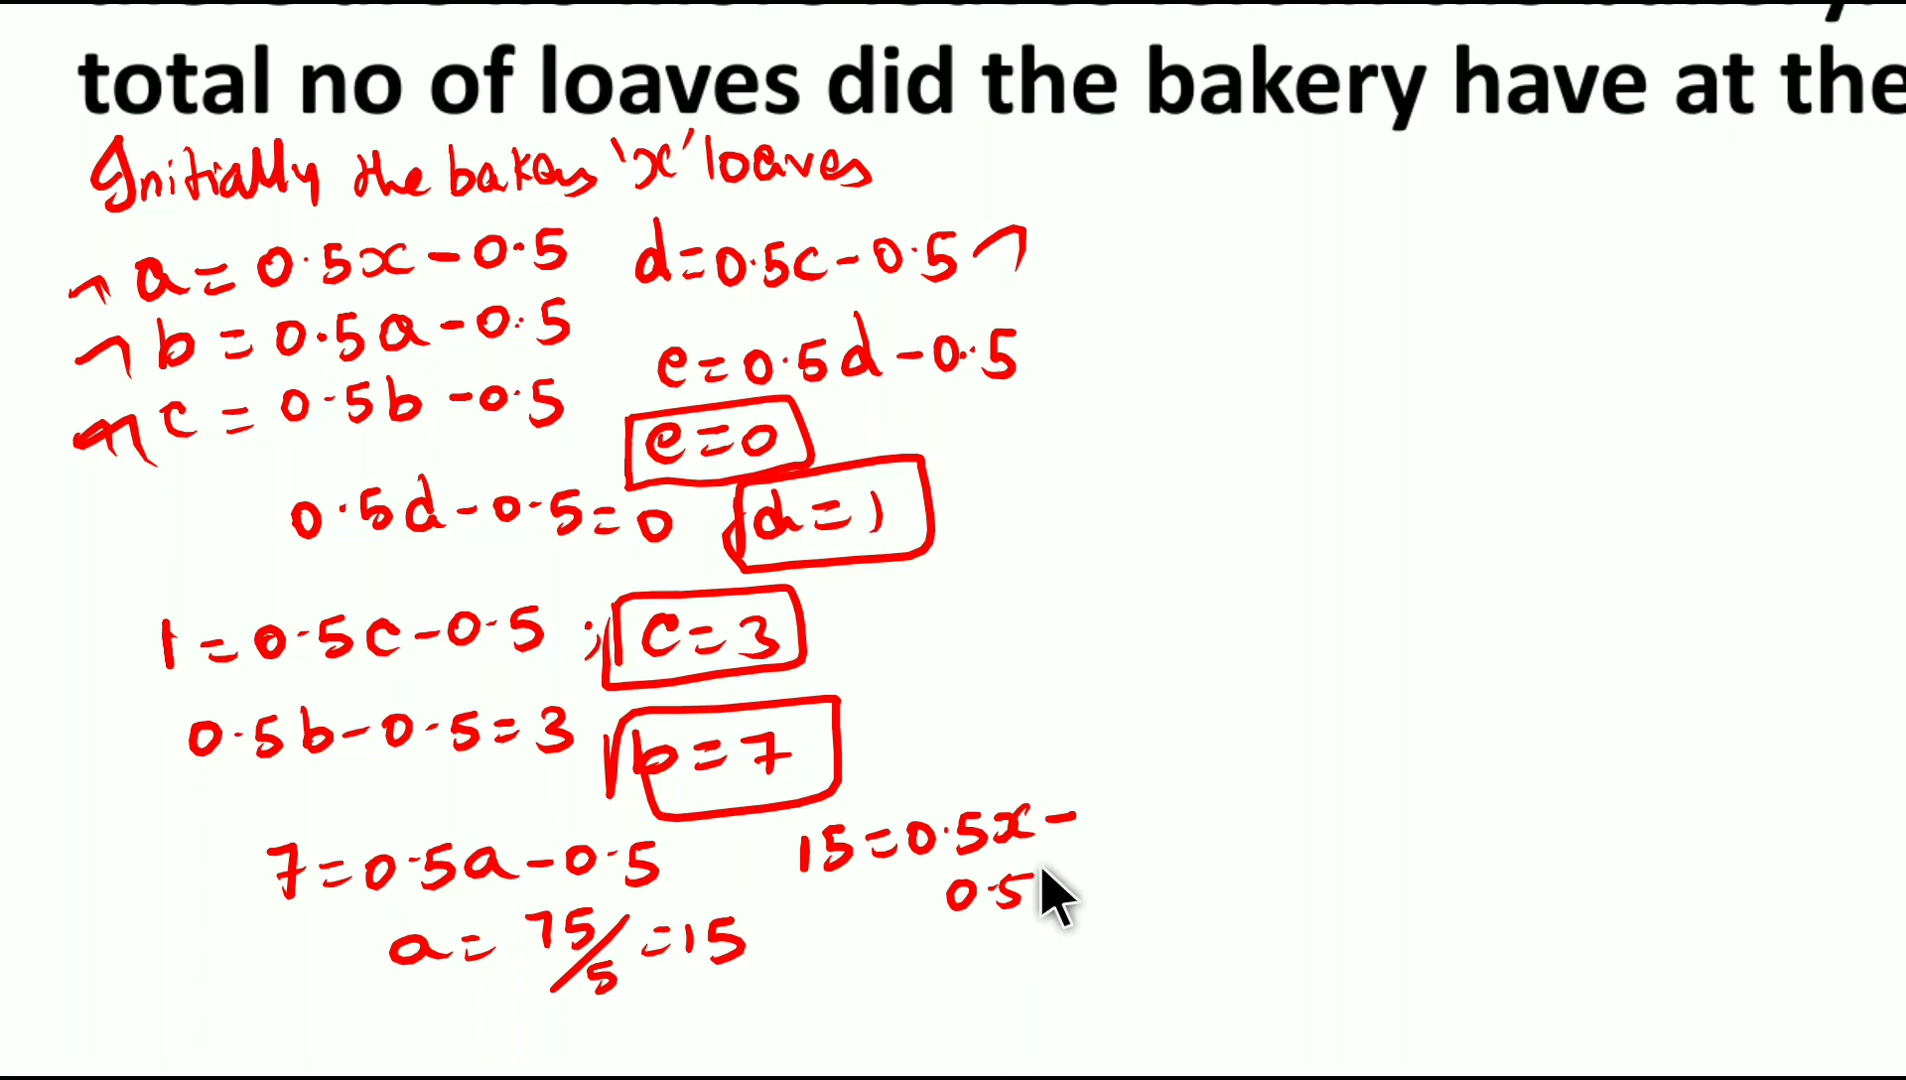 total no of loaves did the bakery have at the
Initially the bakery 'x' loaves
a = 0.5x - 0.5
b = 0.5a - 0.5
c = 0.5b - 0.5
d = 0.5c - 0.5
e = 0.5d - 0.5
e = 0
0.5d - 0.5 = 0 d = 1
1 = 0.5c - 0.5 ; c = 3
0.5b - 0.5 = 3 b = 7
7 = 0.5a - 0.5
a = 75/5 = 15
15 = 0.5x -
0.5